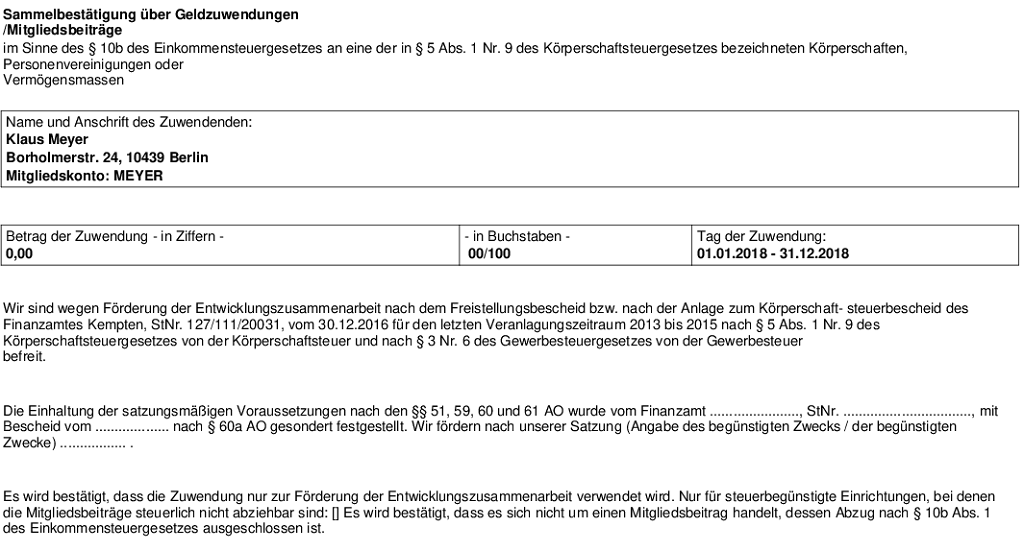 Sammelbestätigung über Geldzuwendungen
/Mitgliedsbeiträge
im Sinne des § 10b des Einkommensteuergesetzes an eine der in § 5 Abs. 1 Nr. 9 des Körperschaftsteuergesetzes bezeichneten Körperschaften,
Personenvereinigungen oder
Vermögensmassen
Name und Anschrift des Zuwendenden:
Klaus Meyer
Borholmerstr. 24, 10439 Berlin
Mitgliedskonto: MEYER
Betrag der Zuwendung - in Ziffern - - in Buchstaben - Tag der Zuwendung:
0,00 00/100 01.01.2018 - 31.12.2018
Wir sind wegen Förderung der Entwicklungszusammenarbeit nach dem Freistellungsbescheid bzw. nach der Anlage zum Körperschaft- steuerbescheid des
Finanzamtes Kempten, StNr. 127/111/20031, vom 30.12.2016 für den letzten Veranlagungszeitraum 2013 bis 2015 nach § 5 Abs. 1 Nr. 9 des
Körperschaftsteuergesetzes von der Körperschaftsteuer und nach § 3 Nr. 6 des Gewerbesteuergesetzes von der Gewerbesteuer
befreit.
Die Einhaltung der satzungsmäßigen Voraussetzungen nach den §§ 51, 59, 60 und 61 AO wurde vom Finanzamt ......................., StNr. ................................., mit
Bescheid vom ................... nach § 60a AO gesondert festgestellt. Wir fördern nach unserer Satzung (Angabe des begünstigten Zwecks / der begünstigten
Zwecke) ................. .
Es wird bestätigt, dass die Zuwendung nur zur Förderung der Entwicklungszusammenarbeit verwendet wird. Nur für steuerbegünstigte Einrichtungen, bei denen
die Mitgliedsbeiträge steuerlich nicht abziehbar sind: [] Es wird bestätigt, dass es sich nicht um einen Mitgliedsbeitrag handelt, dessen Abzug nach § 10b Abs. 1
des Einkommensteuergesetzes ausgeschlossen ist.